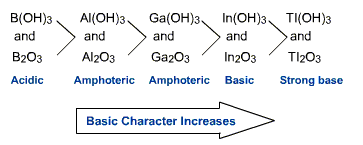 B(OH)3 Al(OH)3 Ga(OH)3 In(OH)3 Tl(OH)3
and and and and and
B2O3 Al2O3 Ga2O3 In2O3 Tl2O3
Acidic Amphoteric Amphoteric Basic Strong base
Basic Character Increases